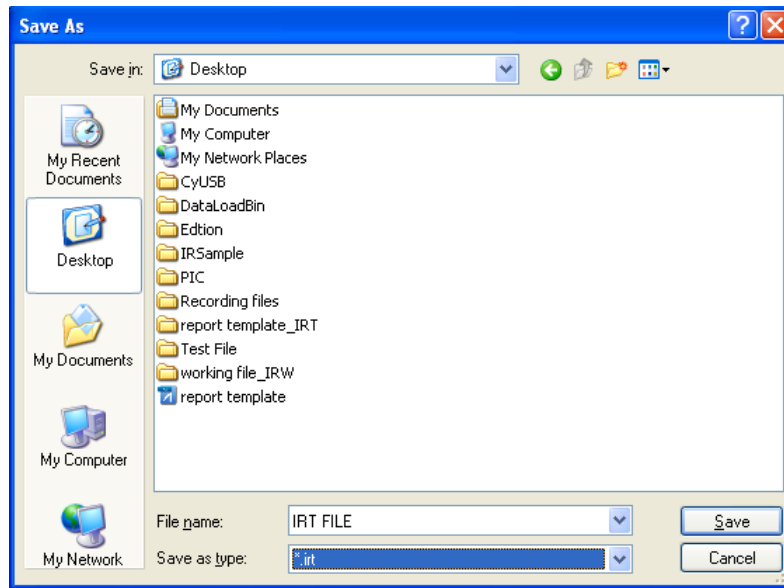 Save As
Save in:
Desktop
My Recent
Documents
Desktop
My Documents
My Computer
My Network
My Documents
My Computer
My Network Places
CyUSB
DataLoadBin
Edtion
IRSample
PIC
Recording files
report template_IRT
Test File
working file_IRW
report template
File name:
IRT FILE
Save
Save as type:
*.irt
Cancel